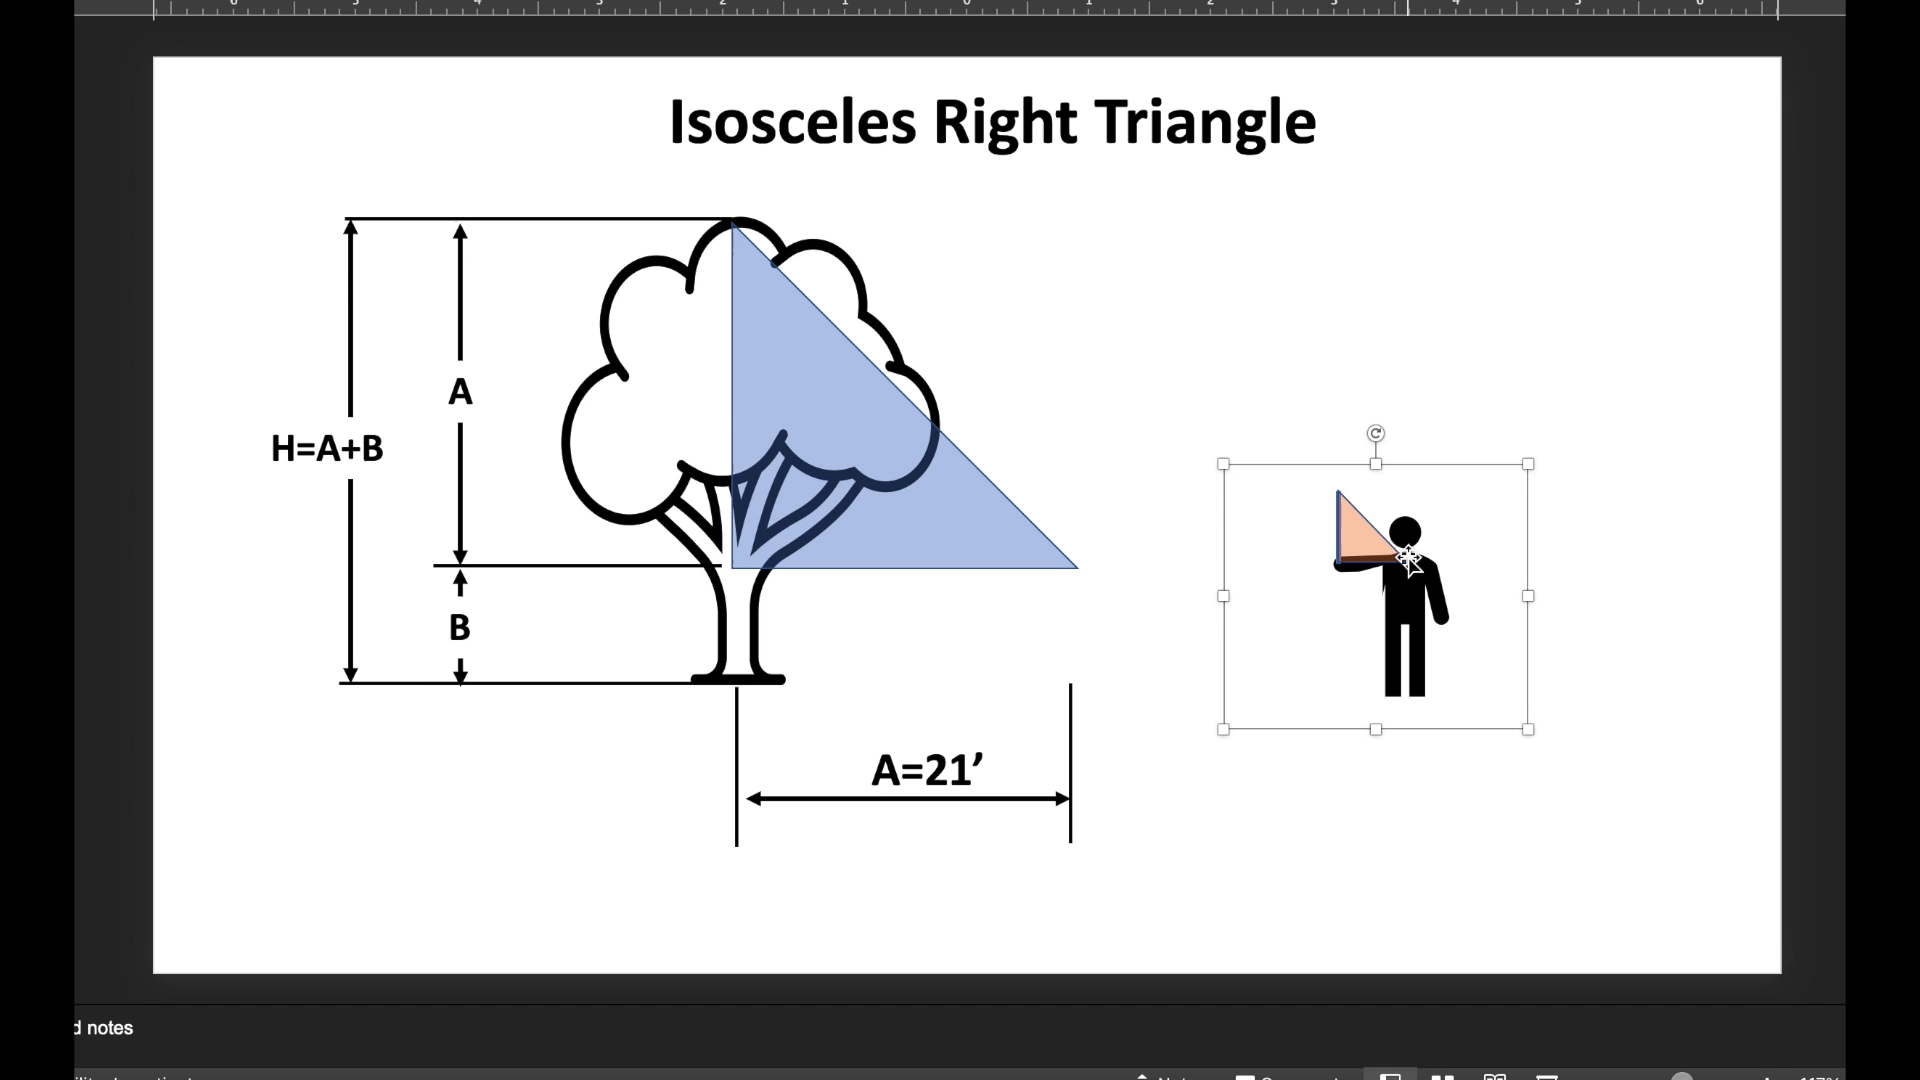 Isosceles Right Triangle
A
H=A+B
B
A=21’
d notes